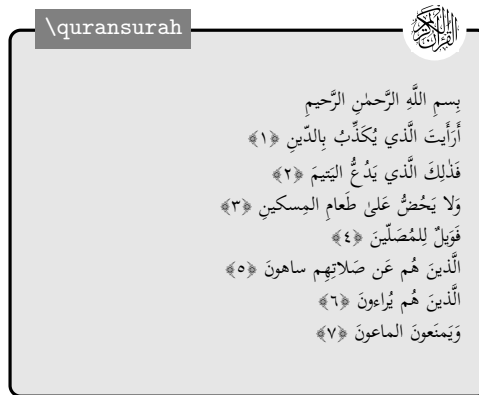 \quransurah
القرآن الكريم
بِسمِ اللَّهِ الرَّحمٰنِ الرَّحيمِ
أَرَأَيتَ الَّذي يُكَذِّبُ بِالدّينِ ﴿١﴾
فَذٰلِكَ الَّذي يَدُعُّ اليَتيمَ ﴿٢﴾
وَلا يَحُضُّ عَلىٰ طَعامِ المِسكينِ ﴿٣﴾
فَوَيلٌ لِلمُصَلّينَ ﴿٤﴾
الَّذينَ هُم عَن صَلاتِهِم ساهونَ ﴿٥﴾
الَّذينَ هُم يُراءونَ ﴿٦﴾
وَيَمنَعونَ الماعونَ ﴿٧﴾